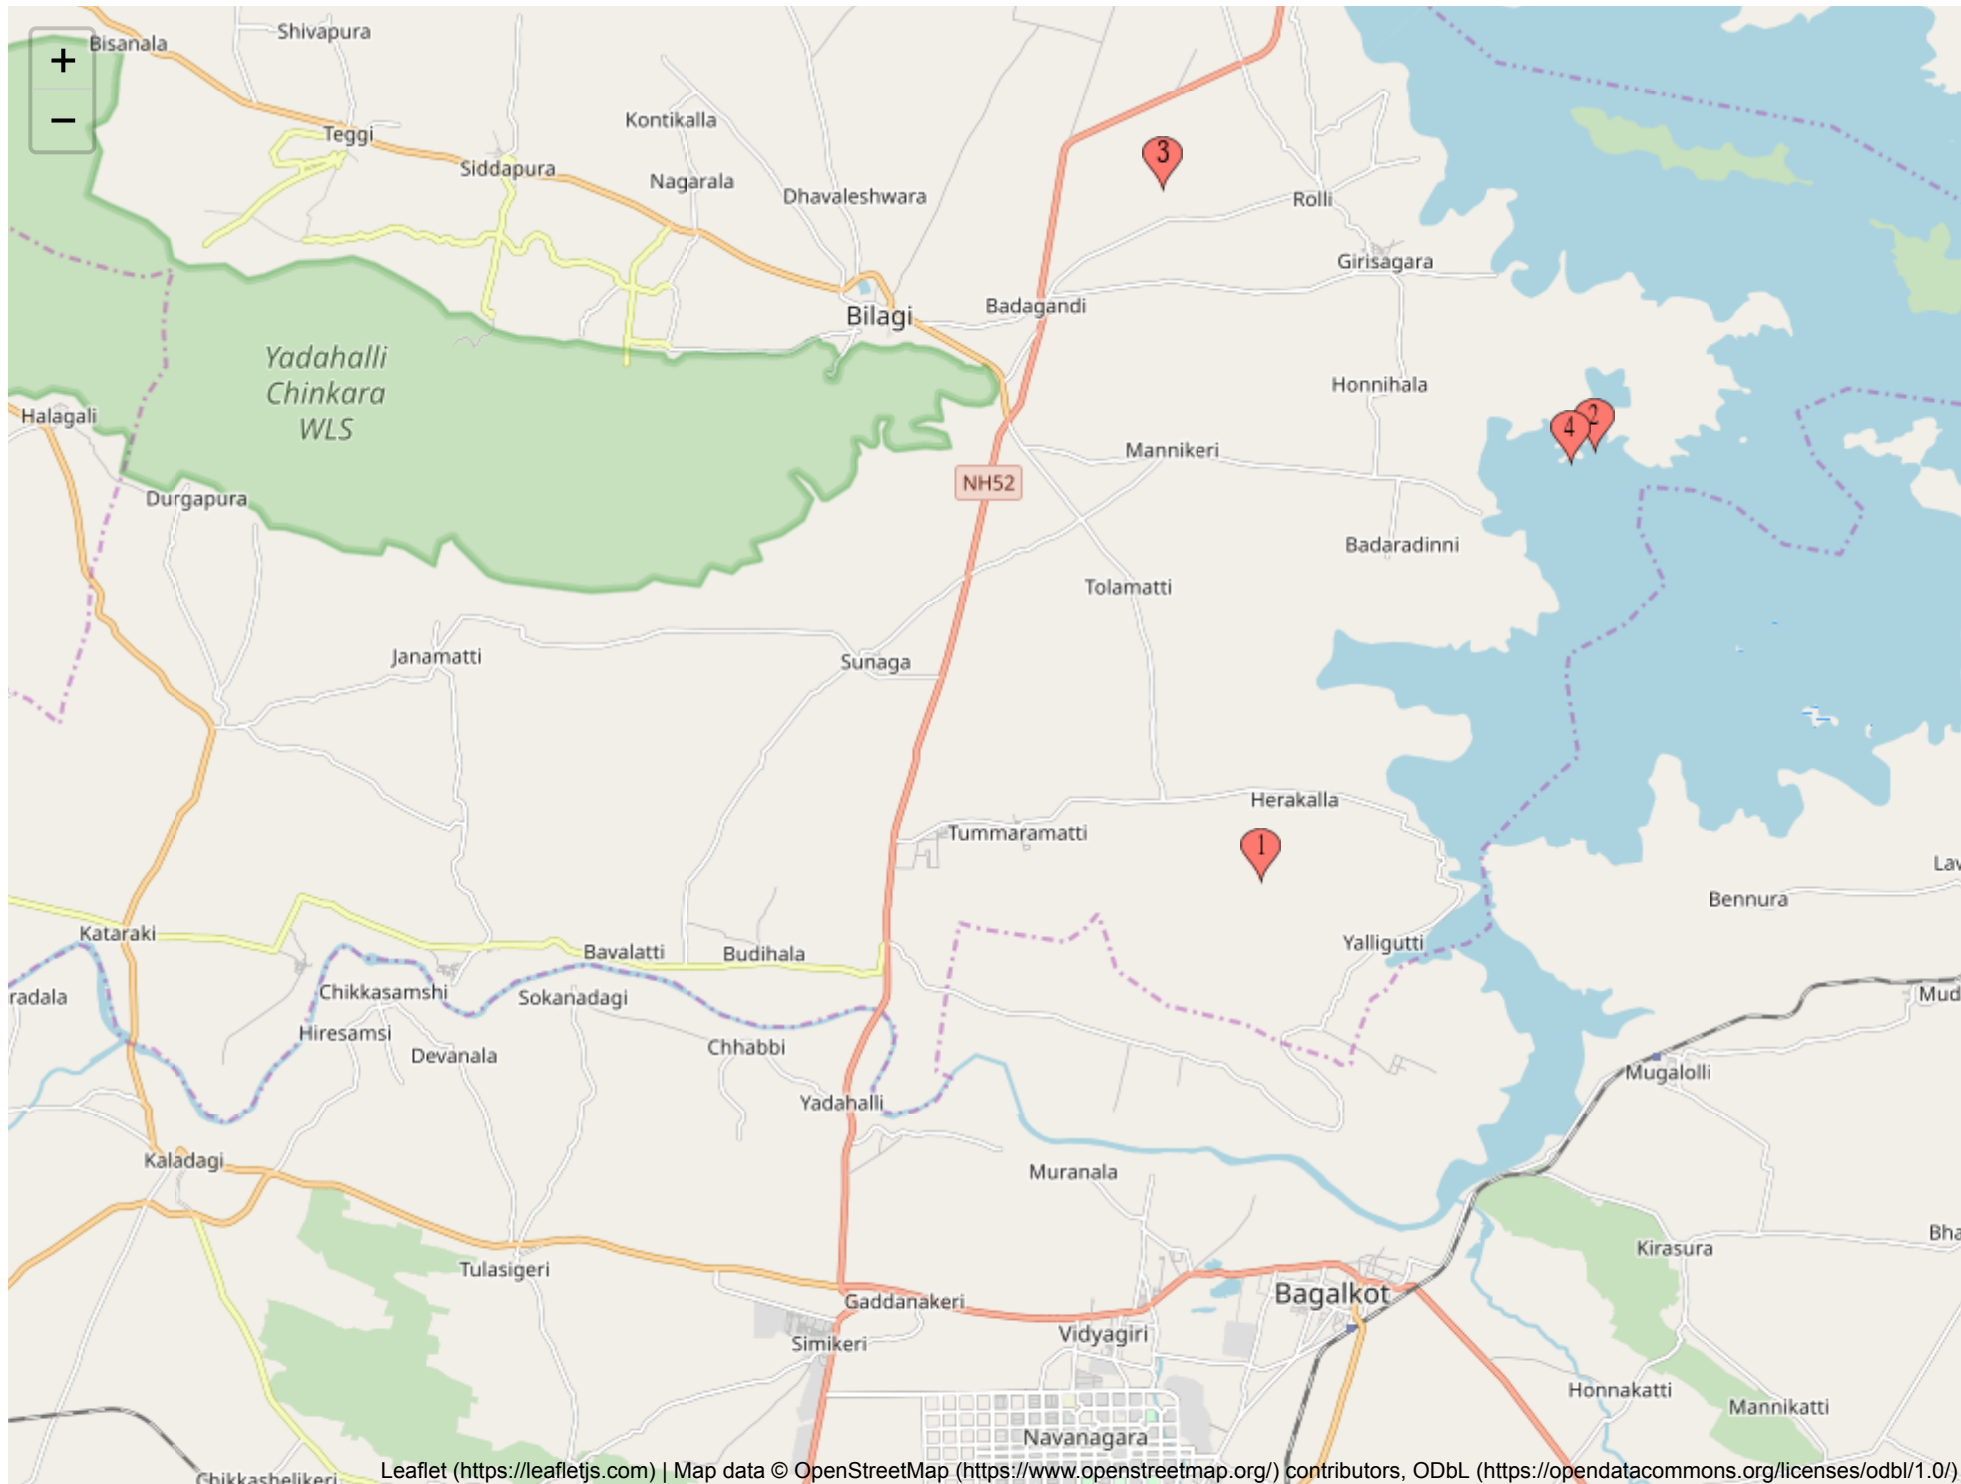 +
−
Bisanala
Shivapura
Teggi
Siddapura
Kontikalla
Nagarala
Dhavaleshwara
3
Rolli
Girisagara
Bilagi
Badagandi
Yadahalli
Chinkara
WLS
Halagali
Honnihala
4
2
Mannikeri
NH52
Durgapura
Badaradinni
Tolamatti
Janamatti
Sunaga
Herakalla
Tummaramatti
1
Lav
Bennura
Kataraki
Bavalatti
Budihala
Yalligutti
radala
Chikkasamshi
Sokanadagi
Mud
Hiresamsi
Devanala
Chhabbi
Mugalolli
Yadahalli
Kaladagi
Muranala
Bha
Kirasura
Tulasigeri
Gaddanakeri
Bagalkot
Simikeri
Vidyagiri
Honnakatti
Mannikatti
Navanagara
Chikkashelikeri
Leaflet (https://leafletjs.com) | Map data © OpenStreetMap (https://www.openstreetmap.org/) contributors, ODbL (https://opendatacommons.org/licenses/odbl/1.0/)